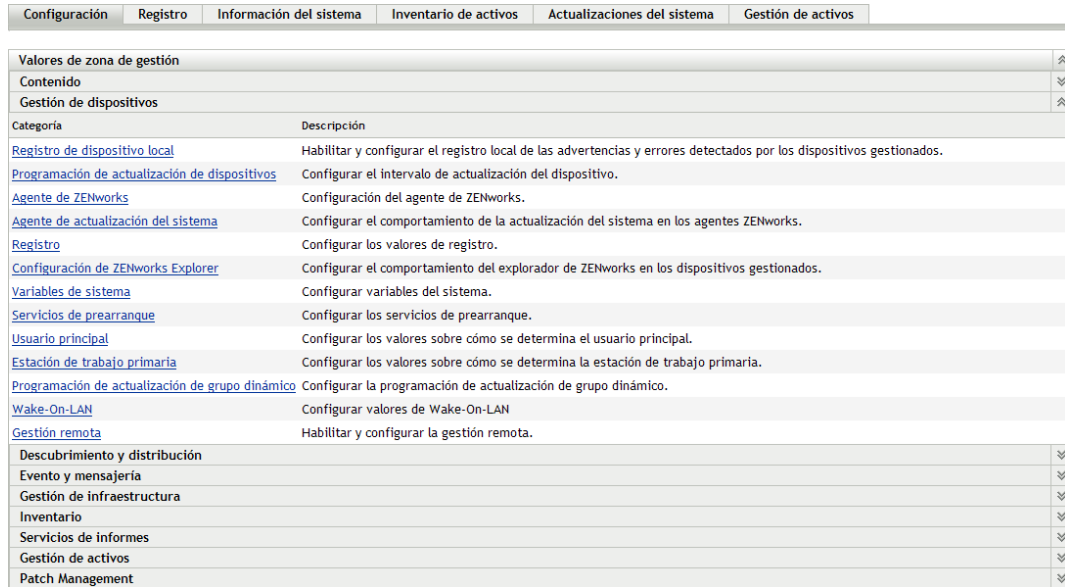 Configuración Registro Información del sistema Inventario de activos Actualizaciones del sistema Gestión de activos
Valores de zona de gestión
Contenido
Gestión de dispositivos
Categoría Descripción
Registro de dispositivo local Habilitar y configurar el registro local de las advertencias y errores detectados por los dispositivos gestionados.
Programación de actualización de dispositivos Configurar el intervalo de actualización del dispositivo.
Agente de ZENworks Configuración del agente de ZENworks.
Agente de actualización del sistema Configurar el comportamiento de la actualización del sistema en los agentes ZENworks.
Registro Configurar los valores de registro.
Configuración de ZENworks Explorer Configurar el comportamiento del explorador de ZENworks en los dispositivos gestionados.
Variables de sistema Configurar variables del sistema.
Servicios de prearranque Configurar los servicios de prearranque.
Usuario principal Configurar los valores sobre cómo se determina el usuario principal.
Estación de trabajo primaria Configurar los valores sobre cómo se determina la estación de trabajo primaria.
Programación de actualización de grupo dinámico Configurar la programación de actualización de grupo dinámico.
Wake-On-LAN Configurar valores de Wake-On-LAN
Gestión remota Habilitar y configurar la gestión remota.
Descubrimiento y distribución
Evento y mensajería
Gestión de infraestructura
Inventario
Servicios de informes
Gestión de activos
Patch Management